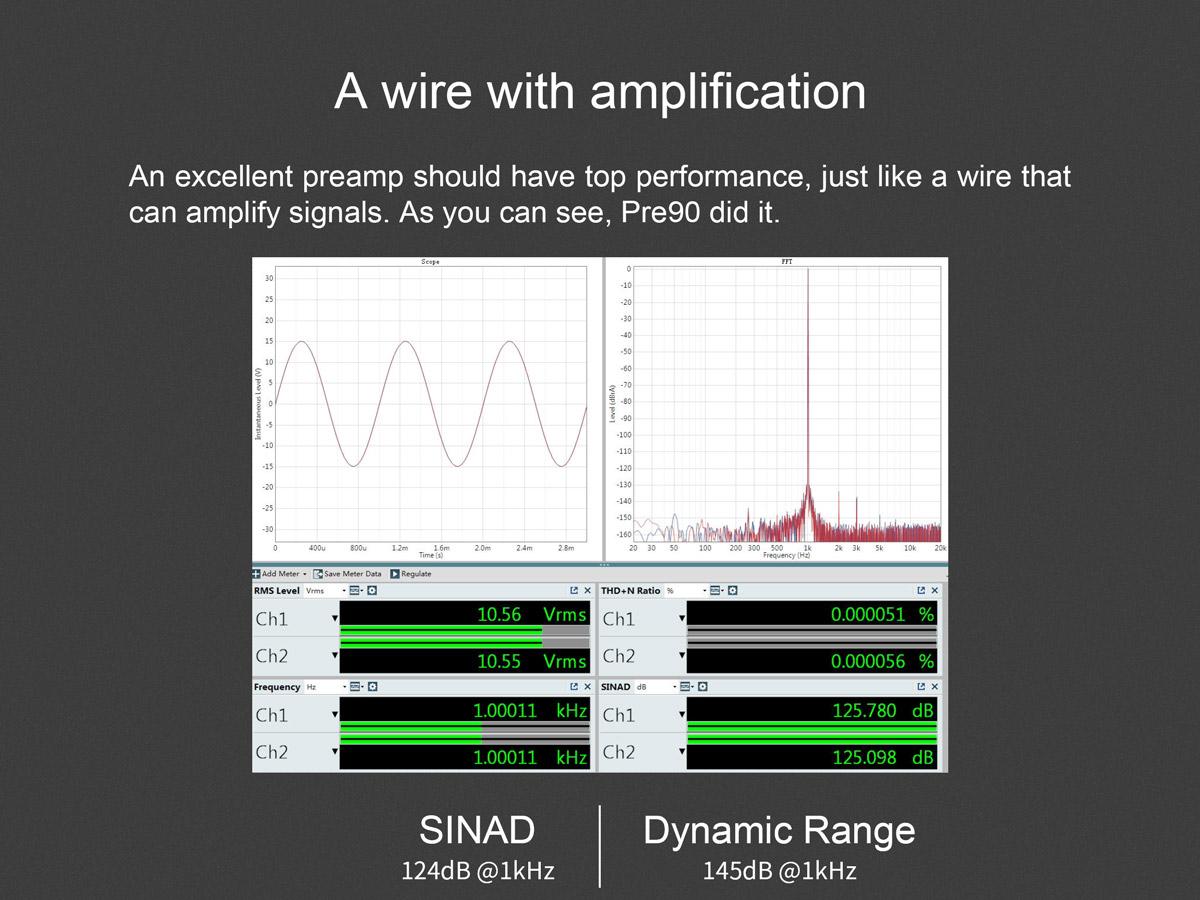 A wire with amplification
An excellent preamp should have top performance, just like a wire that
can amplify signals. As you can see, Pre90 did it.
Scope
30
25
20
15
10
5
0
-5
-10
-15
-20
-25
-30
Instantaneous Level (V)
0 400u 800u 1.2m 1.6m 2.0m 2.4m 2.8m
Time (s)
FFT
0
-10
-20
-30
-40
-50
-60
-70
-80
-90
-100
-110
-120
-130
-140
-150
-160
Level (dBrA)
20 30 50 100 200 300 500 1k 2k 3k 5k 10k 20k
Frequency (Hz)
Add Meter Save Meter Data Regulate
RMS Level Vrms
Ch1 10.56 Vrms
Ch2 10.55 Vrms
THD+N Ratio %
Ch1 0.000051 %
Ch2 0.000056 %
Frequency Hz
Ch1 1.00011 kHz
Ch2 1.00011 kHz
SINAD dB
Ch1 125.780 dB
Ch2 125.098 dB
SINAD
124dB @1kHz
Dynamic Range
145dB @1kHz